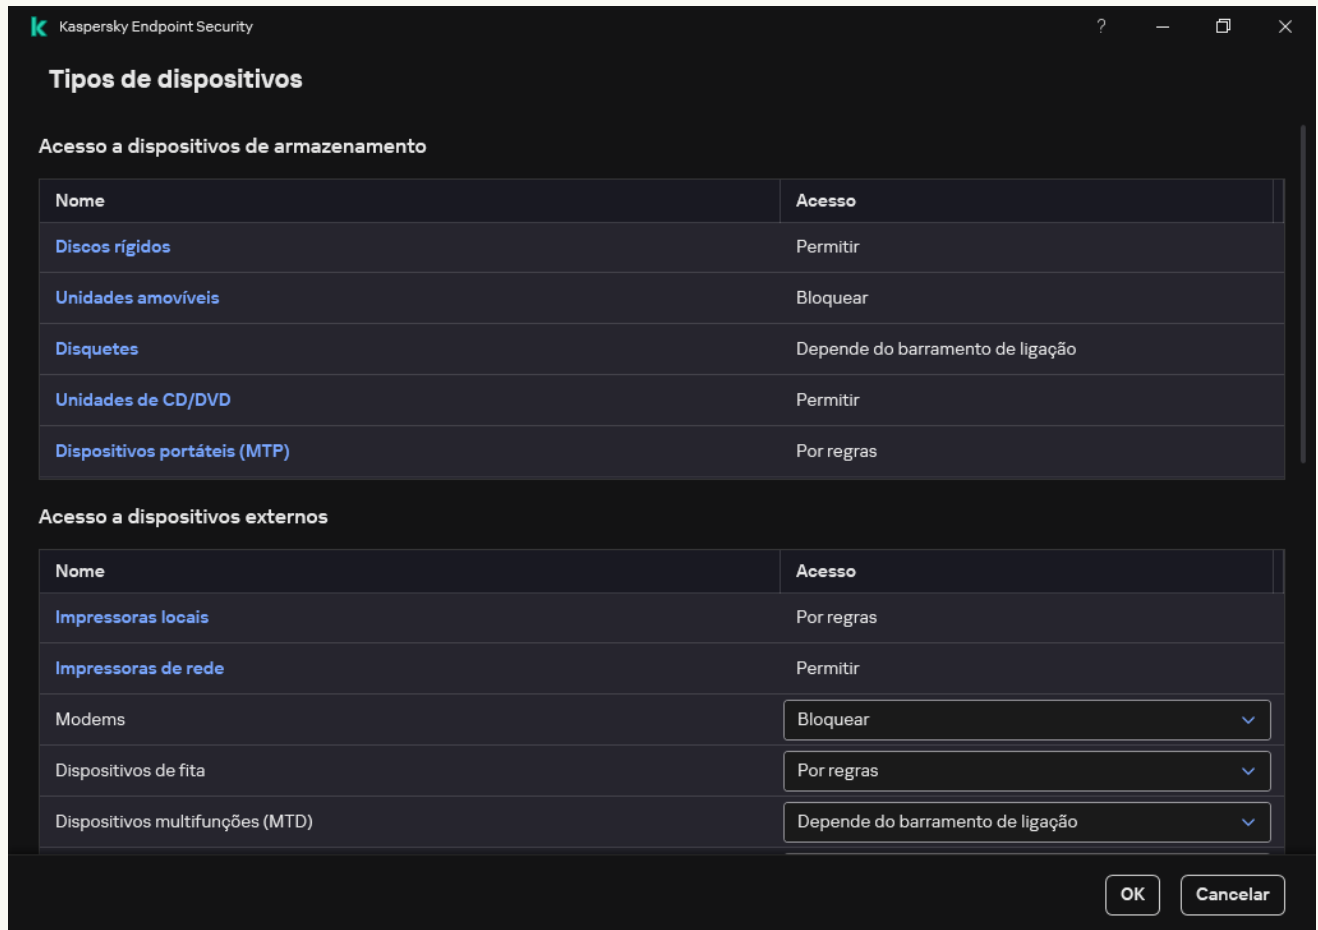 Kaspersky Endpoint Security
?
Tipos de dispositivos
Acesso a dispositivos de armazenamento
Nome Acesso
Discos rígidos Permitir
Unidades amovíveis Bloquear
Disquetes Depende do barramento de ligação
Unidades de CD/DVD Permitir
Dispositivos portáteis (MTP) Por regras
Acesso a dispositivos externos
Nome Acesso
Impressoras locais Por regras
Impressoras de rede Permitir
Modems Bloquear
Dispositivos de fita Por regras
Dispositivos multifunções (MTD) Depende do barramento de ligação
OK Cancelar